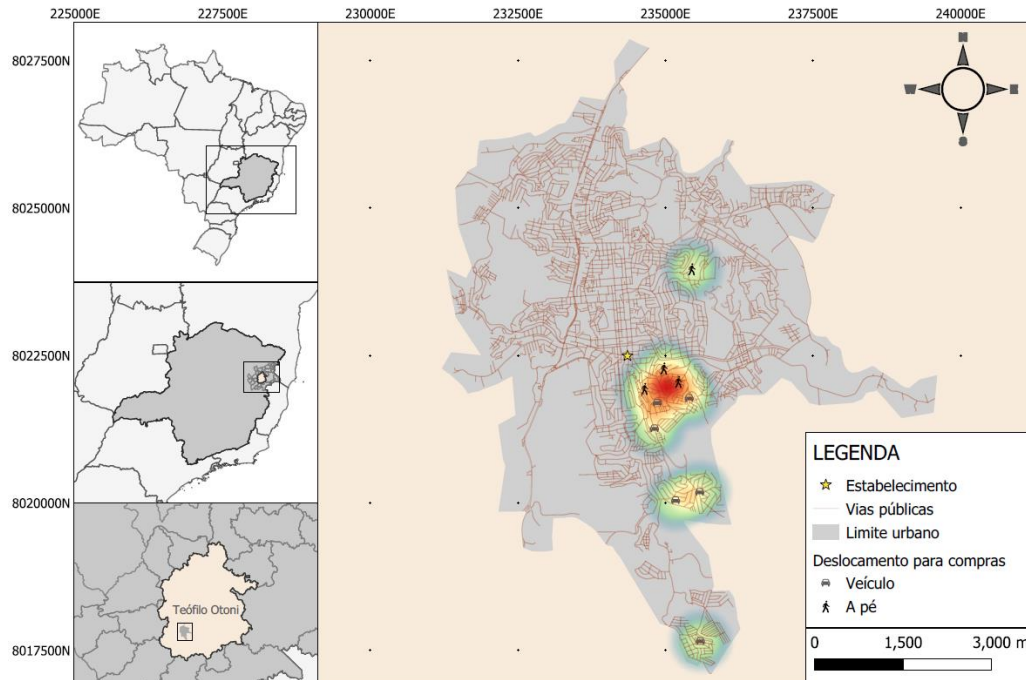 225000E 227500E 230000E 232500E 235000E 237500E 240000E
8027500N
8025000N
8022500N
8020000N
8017500N
N
W E
S
Teófilo Otoni
LEGENDA
Estabelecimento
Vias públicas
Limite urbano
Deslocamento para compras
Veículo
A pé
0 1,500 3,000 m